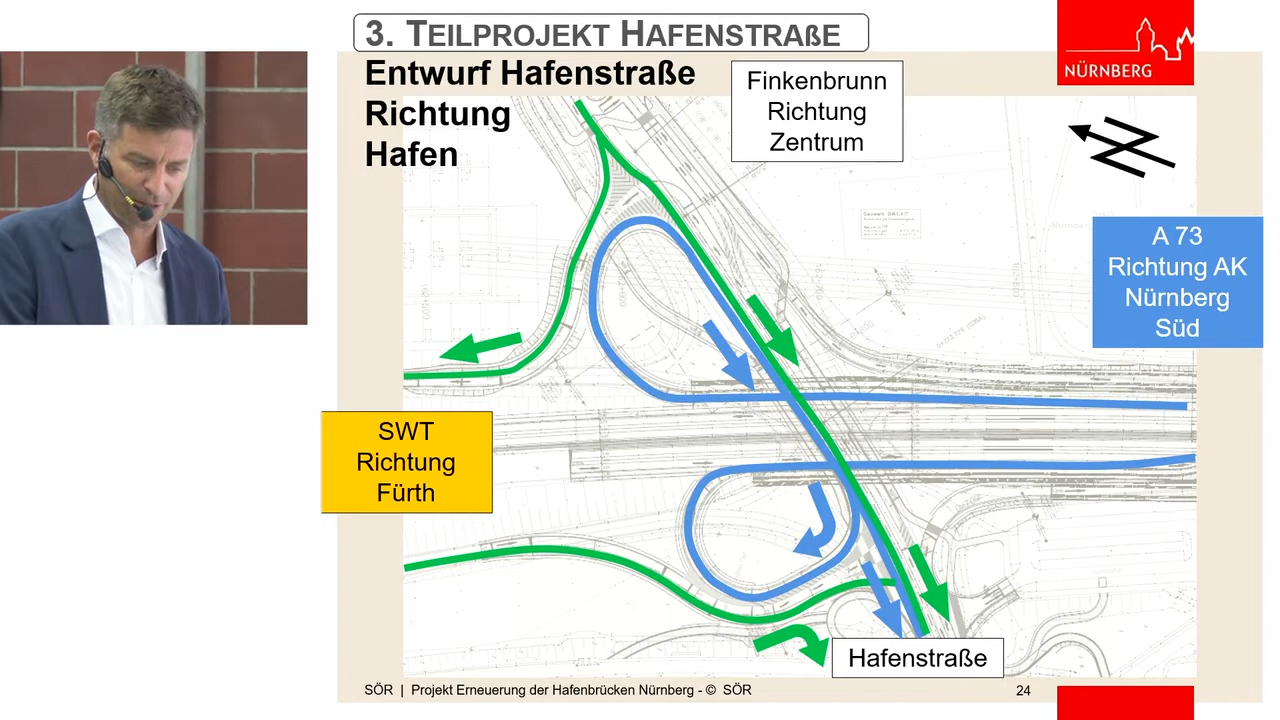 3. TEILPROJEKT HAFENSTRAßE
Entwurf Hafenstraße
Richtung
Hafen
Finkenbrunn
Richtung
Zentrum
NÜRNBERG
A 73
Richtung AK
Nürnberg
Süd
SWT
Richtung
Fürth
Hafenstraße
SÖR | Projekt Erneuerung der Hafenbrücken Nürnberg - © SÖR
24